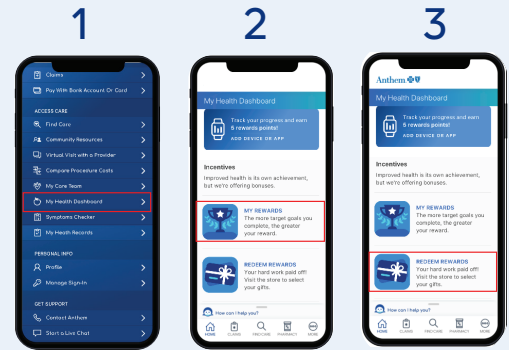 1
Claims
Pay With Bank Account Or Card
ACCESS CARE
Find Care
Community Resources
Virtual Visit with a Provider
Compare Procedure Costs
My Care Team
My Health Dashboard
Symptoms Checker
My Health Records
PERSONAL INFO
Profile
Manage Sign-In
GET SUPPORT
Contact Anthem
Start a Live Chat
2
My Health Dashboard
Track your progress and earn
5 rewards points!
ADD DEVICE OR APP
Incentives
Improved health is its own achievement,
but we're offering bonuses.
MY REWARDS
The more target goals you
complete, the greater
your reward.
REDEEM REWARDS
Your hard work paid off!
Visit the store to select
your gifts.
How can I help you?
HOME CLAIMS FIND CARE PHARMACY MORE
3
Anthem
My Health Dashboard
Track your progress and earn
5 rewards points!
ADD DEVICE OR APP
Incentives
Improved health is its own achievement,
but we're offering bonuses.
MY REWARDS
The more target goals you
complete, the greater
your reward.
REDEEM REWARDS
Your hard work paid off!
Visit the store to select
your gifts.
How can I help you?
HOME CLAIMS FIND CARE PHARMACY MORE